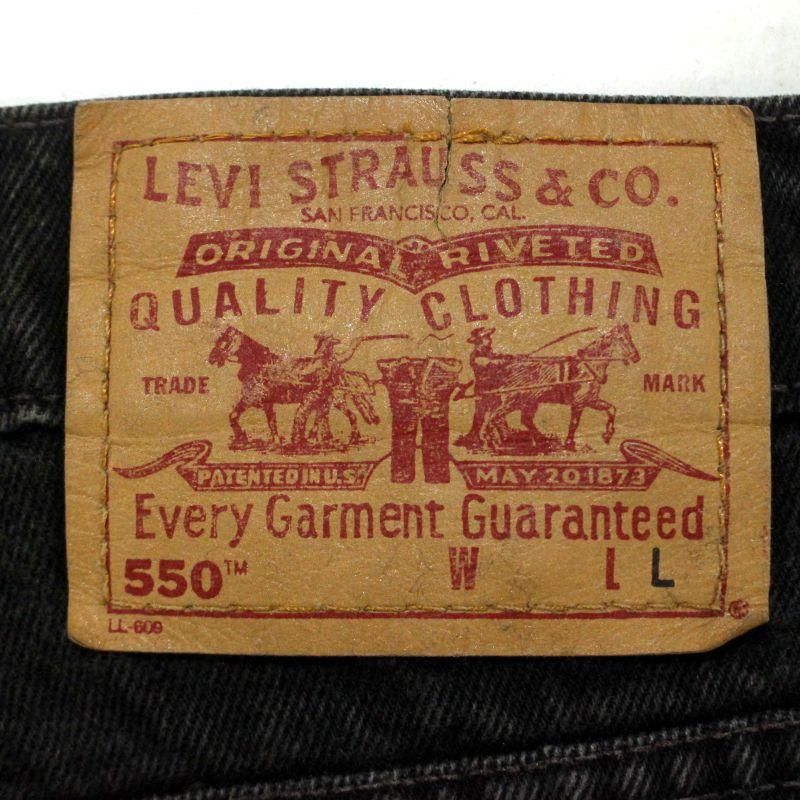 LEVI STRAUSS & CO.
SAN FRANCISCO, CAL.
ORIGINAL RIVETED
QUALITY CLOTHING
TRADE MARK
PATENTED IN U.S. MAY 20 1873
Every Garment Guaranteed
550™ W L L
LL-609 ®